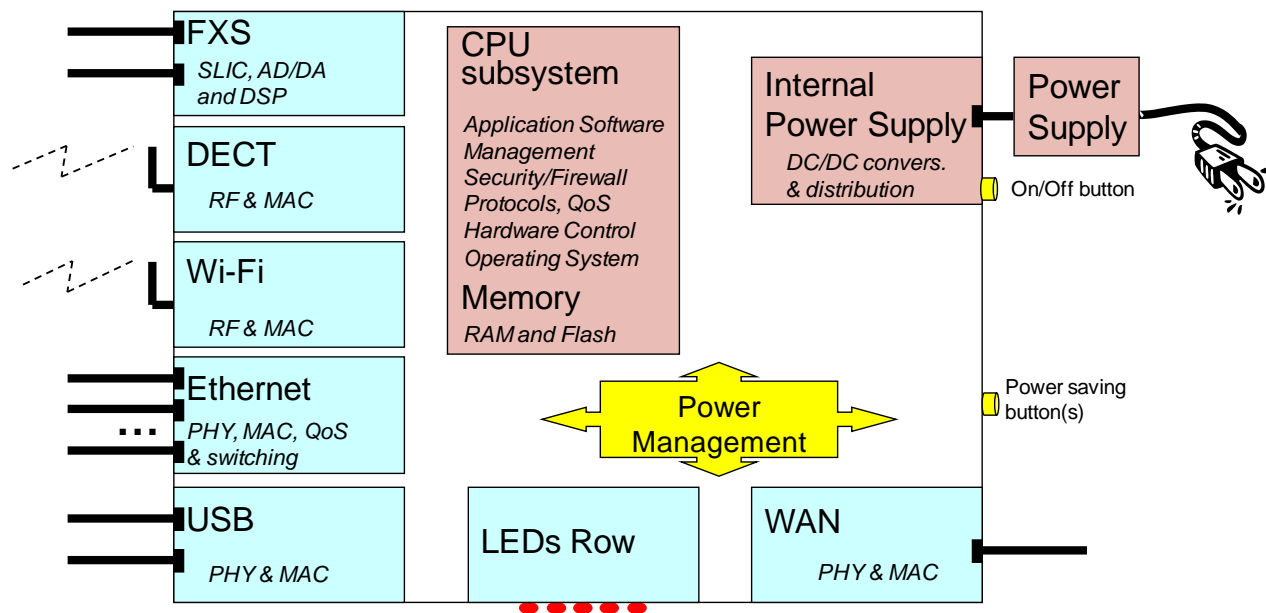 FXS
SLIC, AD/DA
and DSP
DECT
RF & MAC
Wi-Fi
RF & MAC
Ethernet
...
PHY, MAC, QoS
& switching
USB
PHY & MAC
CPU
subsystem
Application Software
Management
Security/Firewall
Protocols, QoS
Hardware Control
Operating System
Memory
RAM and Flash
Power
Management
LEDs Row
Internal
Power Supply
DC/DC convers.
& distribution
Power
Supply
On/Off button
Power saving
button(s)
WAN
PHY & MAC